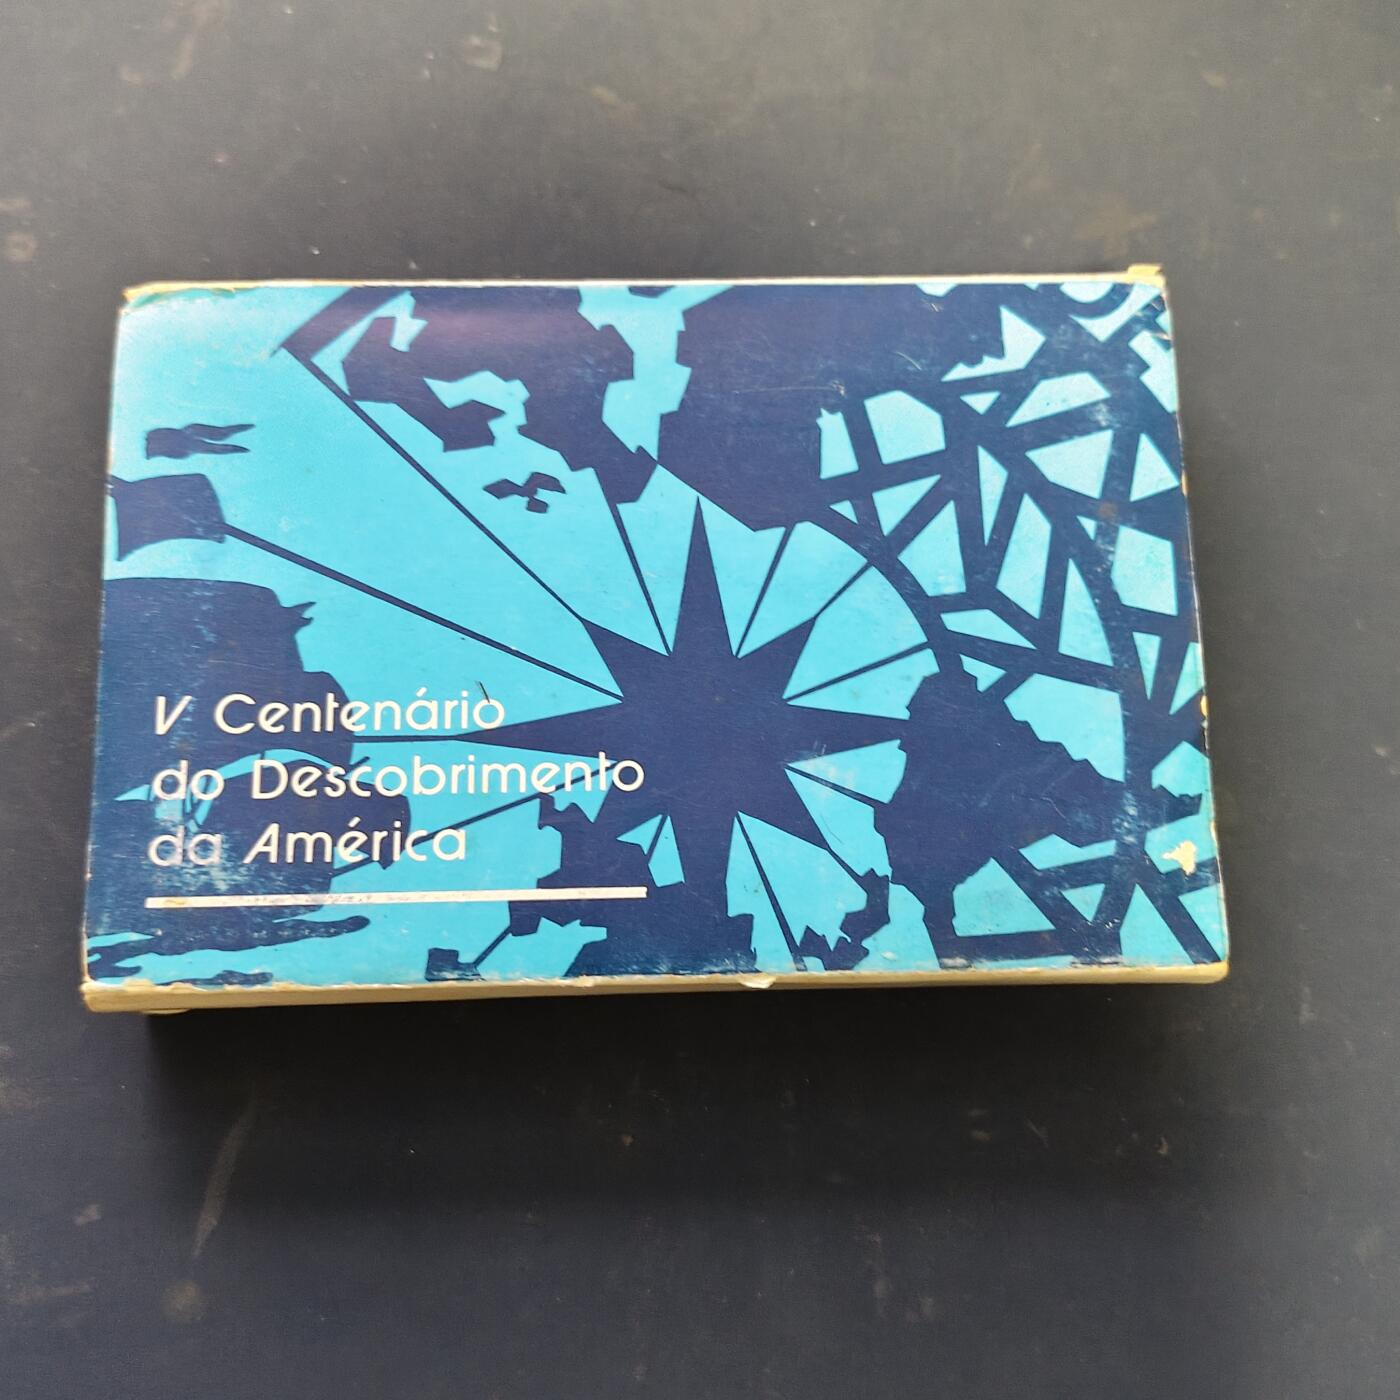 V Centenário
do Descobrimento
da América